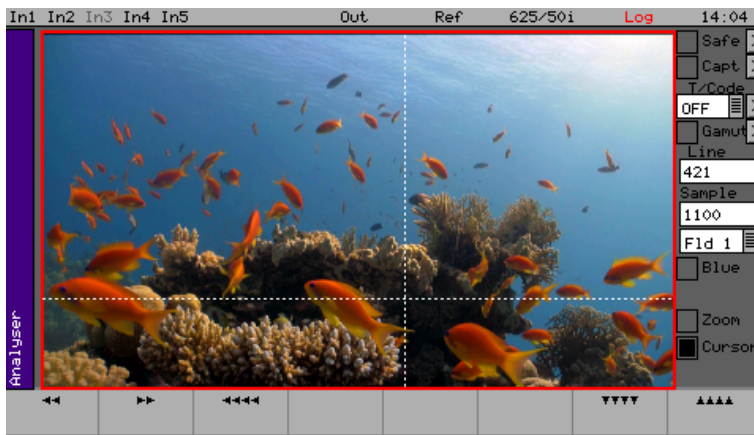 In1 In2 In3 In4 In5 Out Ref 625/50i Log 14:04
Safe
Capt
T/Code
OFF
Gamut
Line
421
Sample
1100
Fld 1
Blue
Zoom
Cursor
Analyser